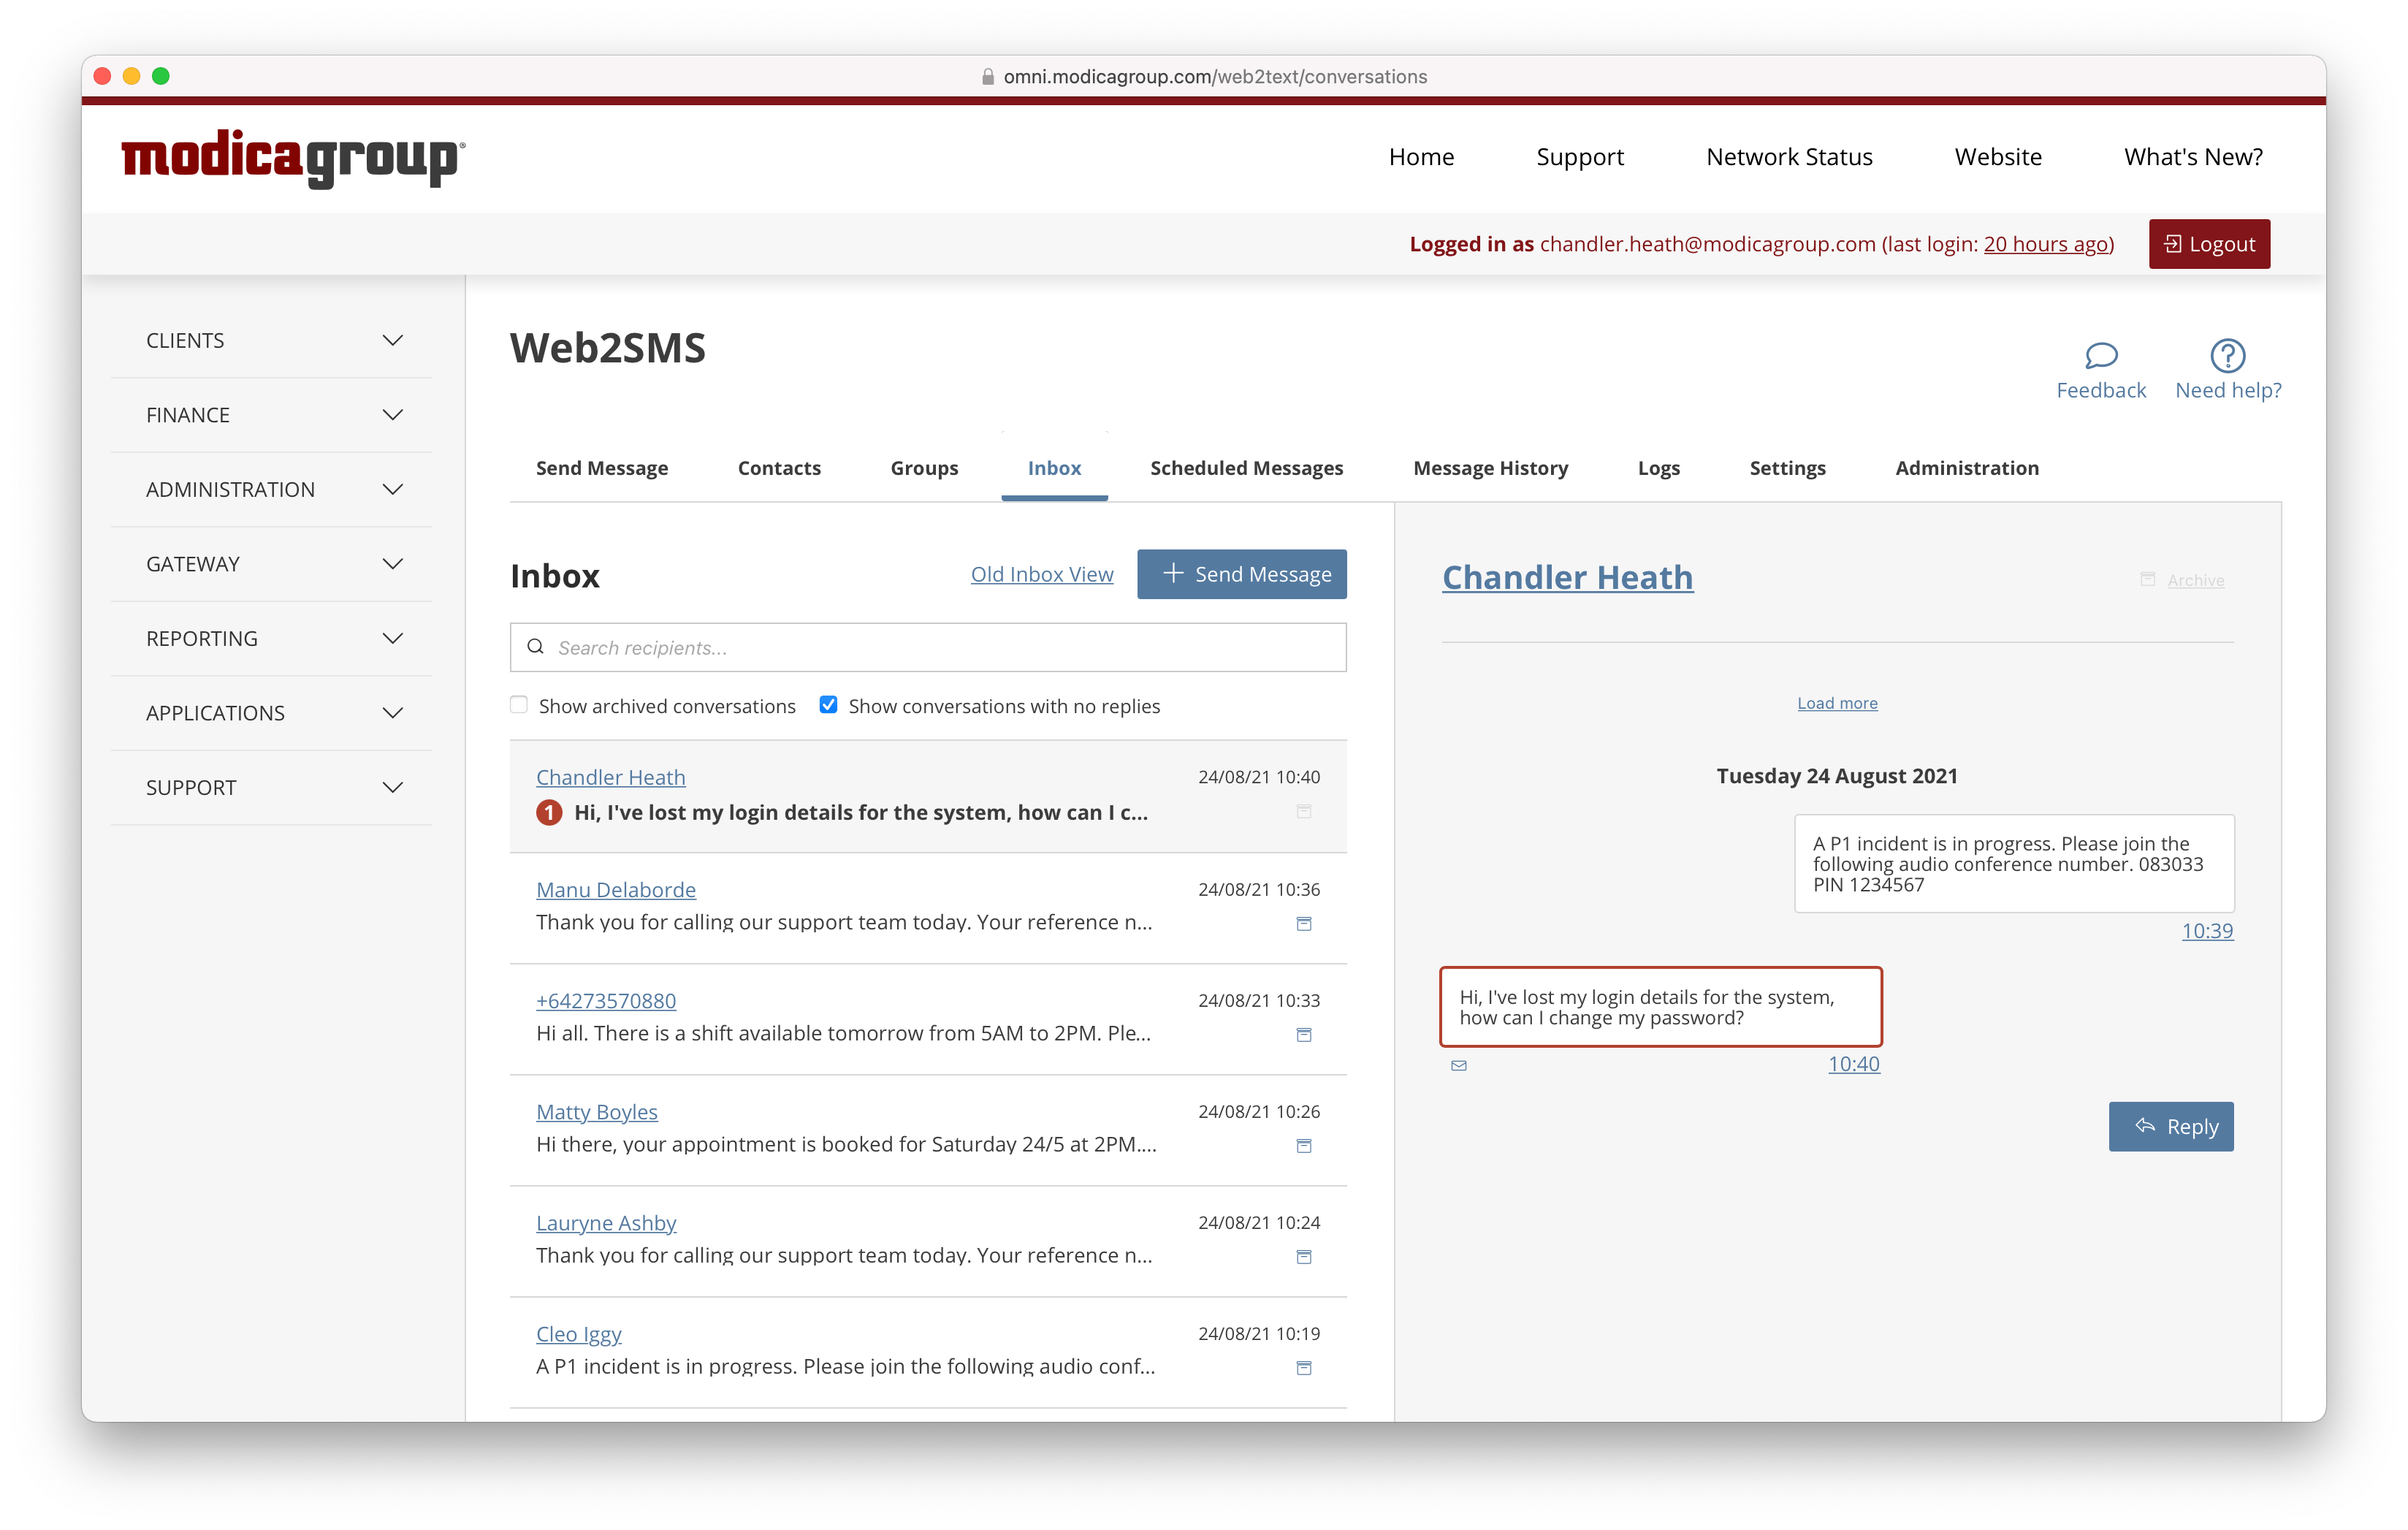 omni.modicagroup.com/web2text/conversations
modicagroup®
Home Support Network Status Website What's New?
Logged in as chandler.heath@modicagroup.com (last login: 20 hours ago) Logout
CLIENTS
FINANCE
ADMINISTRATION
GATEWAY
REPORTING
APPLICATIONS
SUPPORT
Web2SMS
Feedback Need help?
Send Message Contacts Groups Inbox Scheduled Messages Message History Logs Settings Administration
Inbox Old Inbox View Send Message
Search recipients...
Show archived conversations Show conversations with no replies
Chandler Heath 24/08/21 10:40
1 Hi, I've lost my login details for the system, how can I c...
Manu Delaborde 24/08/21 10:36
Thank you for calling our support team today. Your reference n...
+64273570880 24/08/21 10:33
Hi all. There is a shift available tomorrow from 5AM to 2PM. Ple...
Matty Boyles 24/08/21 10:26
Hi there, your appointment is booked for Saturday 24/5 at 2PM....
Lauryne Ashby 24/08/21 10:24
Thank you for calling our support team today. Your reference n...
Cleo Iggy 24/08/21 10:19
A P1 incident is in progress. Please join the following audio conf...
Chandler Heath Archive
Load more
Tuesday 24 August 2021
A P1 incident is in progress. Please join the
following audio conference number. 083033
PIN 1234567
10:39
Hi, I've lost my login details for the system,
how can I change my password?
10:40
Reply